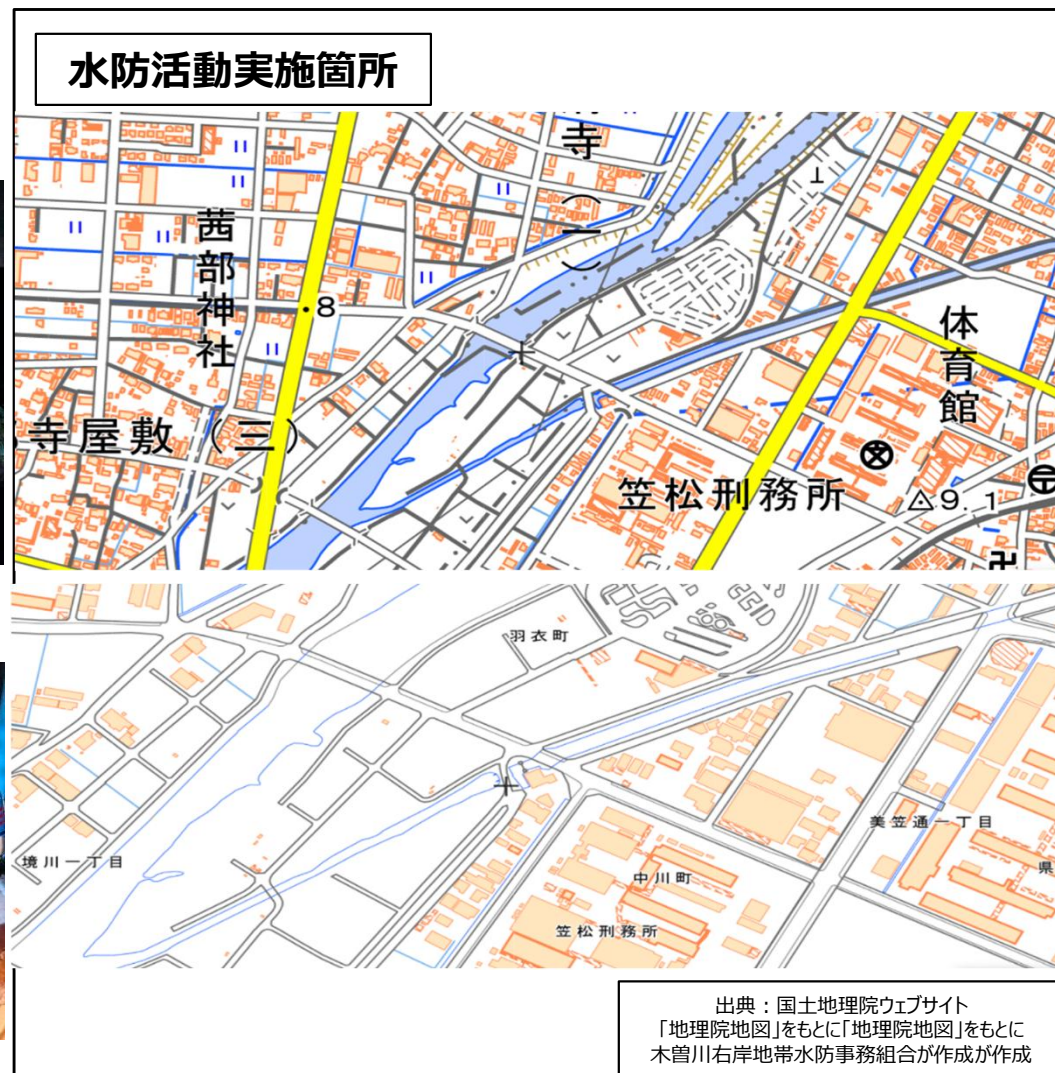 水防活動実施箇所
寺(一)
茜部神社
・8
体育館
寺屋敷(三)
笠松刑務所
△9.1
羽衣町
美笠通一丁目
境川一丁目
中川町
県
笠松刑務所
出典：国土地理院ウェブサイト
「地理院地図」をもとに「地理院地図」をもとに
木曽川右岸地帯水防事務組合が作成が作成